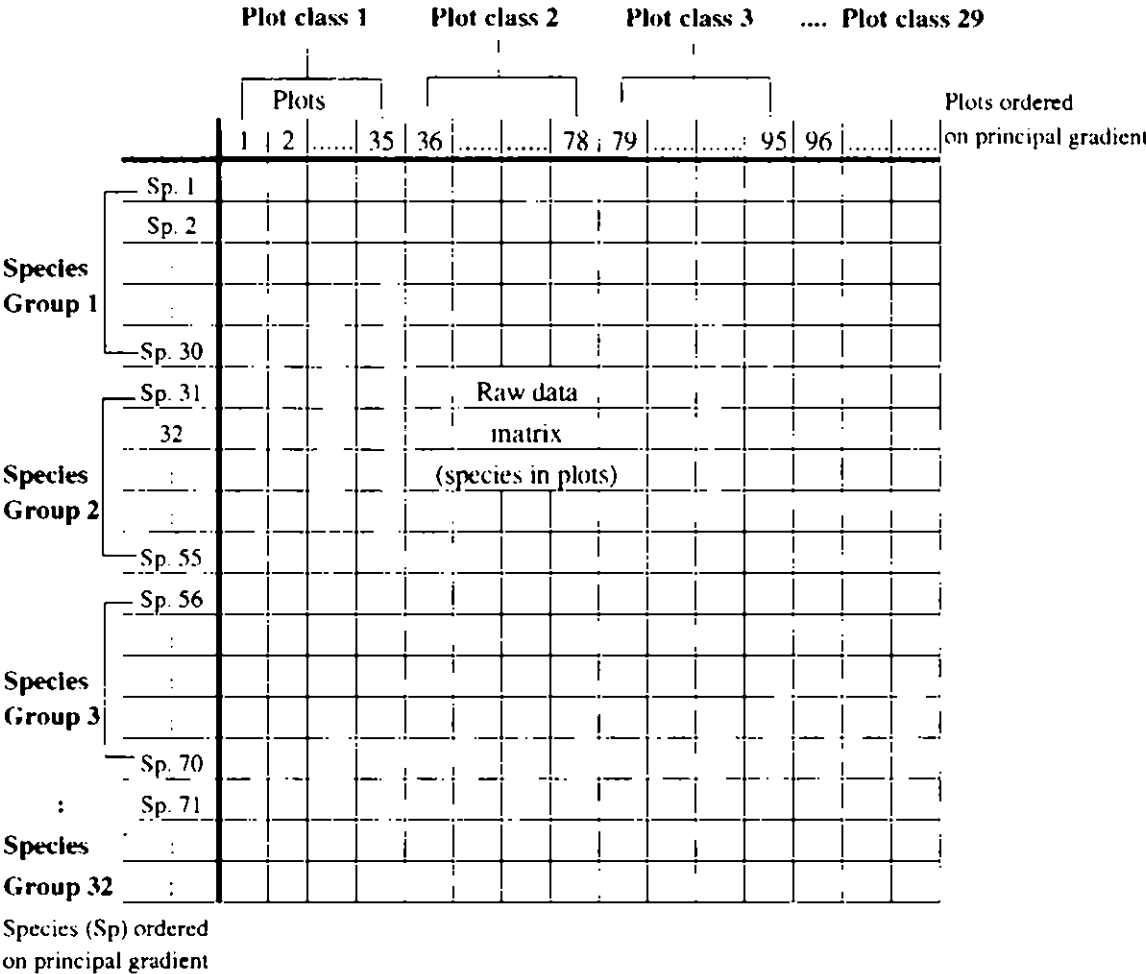 Plot class 1 Plot class 2 Plot class 3 .... Plot class 29
Plots
Plots ordered
1 2 ...... 35 36 ...... ...... 78 79 ...... ...... 95 96 ...... ...... on principal gradient
Sp. 1
Sp. 2
Species :
Group 1 :
Sp. 30
Sp. 31 Raw data
32 matrix
Species : (species in plots)
Group 2 :
Sp. 55
Sp. 56
:
Species :
Group 3 :
Sp. 70
: Sp. 71
Species :
Group 32 :
Species (Sp) ordered
on principal gradient